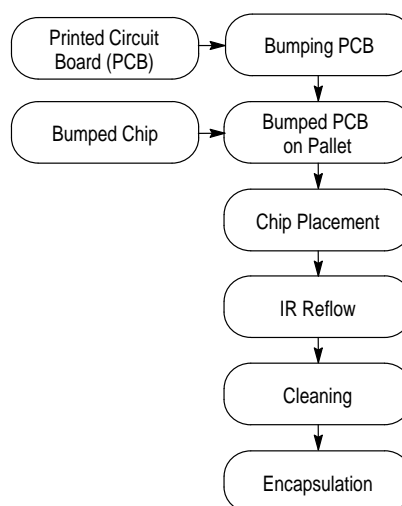 Printed Circuit
Board (PCB)
Bumping PCB
Bumped Chip
Bumped PCB
on Pallet
Chip Placement
IR Reflow
Cleaning
Encapsulation